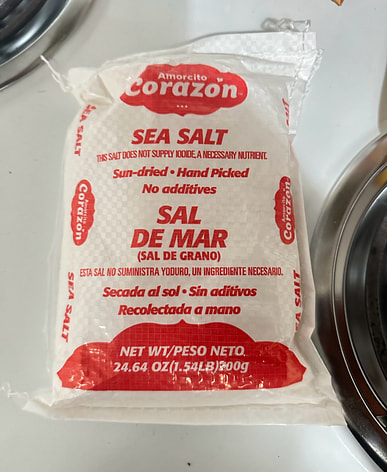 Amorcito
Corazón
SEA SALT
THIS SALT DOES NOT SUPPLY IODIDE, A NECESSARY NUTRIENT.
Sun-dried • Hand Picked
No additives
SAL
DE MAR
(SAL DE GRANO)
ESTA SAL NO SUMINISTRA YODURO, UN INGREDIENTE NECESARIO.
Secada al sol • Sin aditivos
Recolectada a mano
NET WT/PESO NETO
24.64 OZ(1.54LB)700g
SEA SALT
Amorcito
Corazón
SEA SALT
SALT
Amorcito
Corazón
SEA SALT